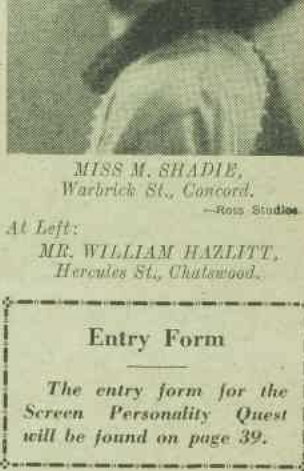 MISS M. SHADIE,
Warbrick St., Concord.
—Ross Studios.
At Left:
MR. WILLIAM HAZLITT,
Hercules St., Chatswood.
Entry Form
The entry form for the
Screen Personality Quest
will be found on page 39.